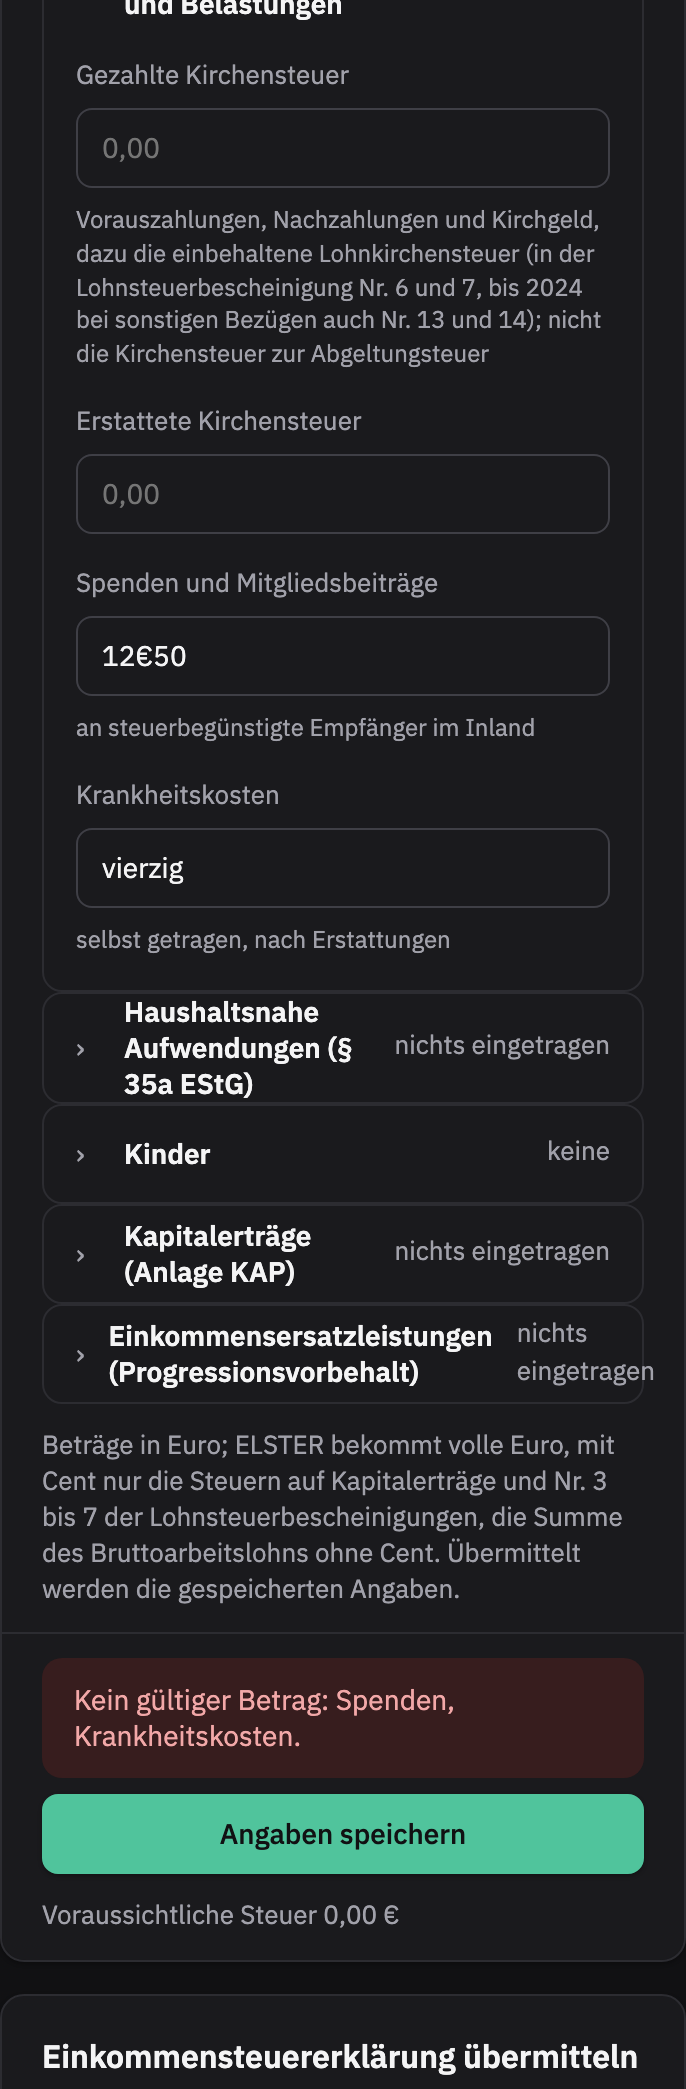 und Belastungen
Gezahlte Kirchensteuer
0,00
Vorauszahlungen, Nachzahlungen und Kirchgeld,
dazu die einbehaltene Lohnkirchensteuer (in der
Lohnsteuerbescheinigung Nr. 6 und 7, bis 2024
bei sonstigen Bezügen auch Nr. 13 und 14); nicht
die Kirchensteuer zur Abgeltungsteuer
Erstattete Kirchensteuer
0,00
Spenden und Mitgliedsbeiträge
12€50
an steuerbegünstigte Empfänger im Inland
Krankheitskosten
vierzig
selbst getragen, nach Erstattungen
Haushaltsnahe
Aufwendungen (§
35a EStG)
nichts eingetragen
Kinder
keine
Kapitalerträge
(Anlage KAP)
nichts eingetragen
Einkommensersatzleistungen
(Progressionsvorbehalt)
nichts
eingetragen
Beträge in Euro; ELSTER bekommt volle Euro, mit
Cent nur die Steuern auf Kapitalerträge und Nr. 3
bis 7 der Lohnsteuerbescheinigungen, die Summe
des Bruttoarbeitslohns ohne Cent. Übermittelt
werden die gespeicherten Angaben.
Kein gültiger Betrag: Spenden,
Krankheitskosten.
Angaben speichern
Voraussichtliche Steuer 0,00 €
Einkommensteuererklärung übermitteln